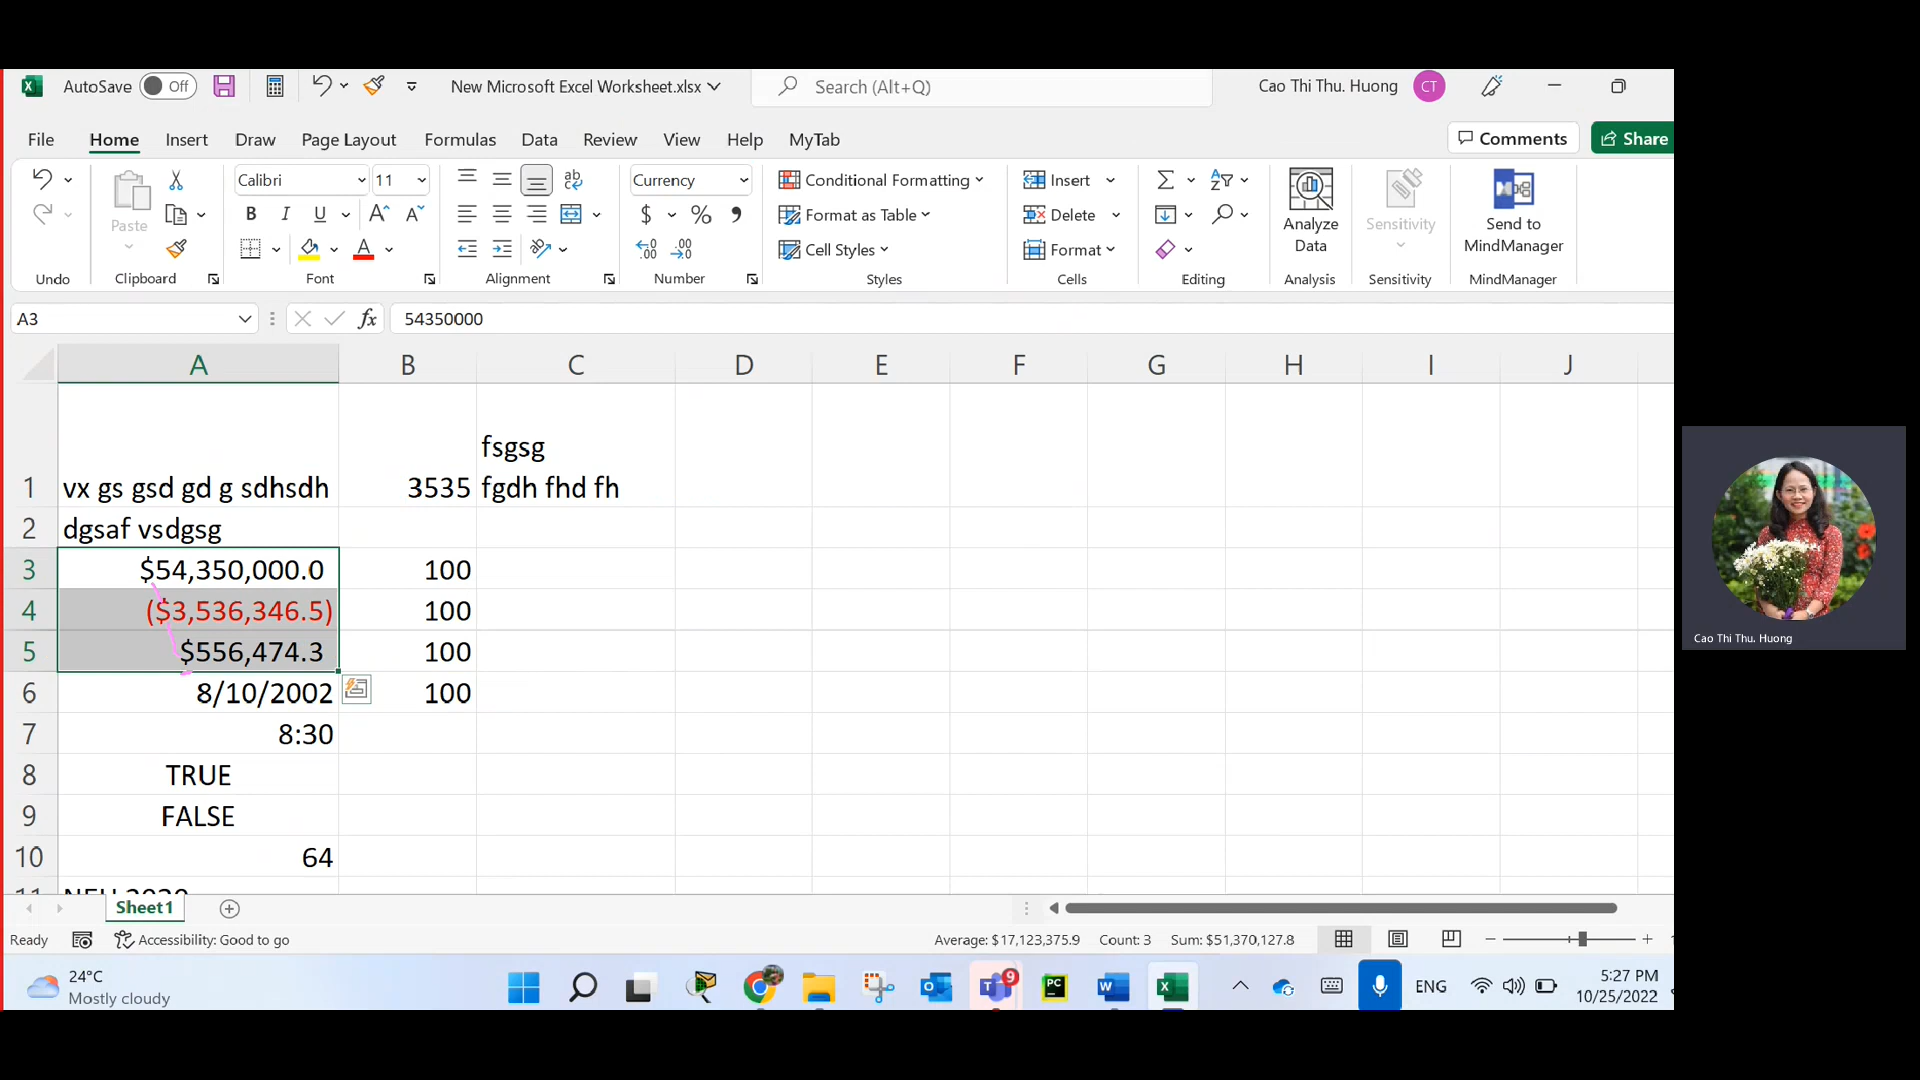 AutoSave Off New Microsoft Excel Worksheet.xlsx Search (Alt+Q) Cao Thi Thu. Huong CT
File Home Insert Draw Page Layout Formulas Data Review View Help MyTab Comments Share
Paste
Undo
Clipboard
Calibri 11
B I U A A
A
Font
ab
Alignment
Currency
$ % ,
.00
Number
Conditional Formatting
Format as Table
Cell Styles
Styles
Insert
Delete
Format
Cells
Editing
Analyze
Data
Analysis
Sensitivity
Sensitivity
Send to
MindManager
MindManager
A3 fx 54350000
A B C D E F G H I J
fsgsg
1 vx gs gsd gd g sdhsdh 3535 fgdh fhd fh
2 dgsaf vsdgsg
3 $54,350,000.0 100
4 ($3,536,346.5) 100
5 $556,474.3 100
6 8/10/2002 100
7 8:30
8 TRUE
9 FALSE
10 64
Sheet1
Ready Accessibility: Good to go Average: $17,123,375.9 Count: 3 Sum: $51,370,127.8
24°C
Mostly cloudy
9
PC
ENG
5:27 PM
10/25/2022
Cao Thi Thu. Huong